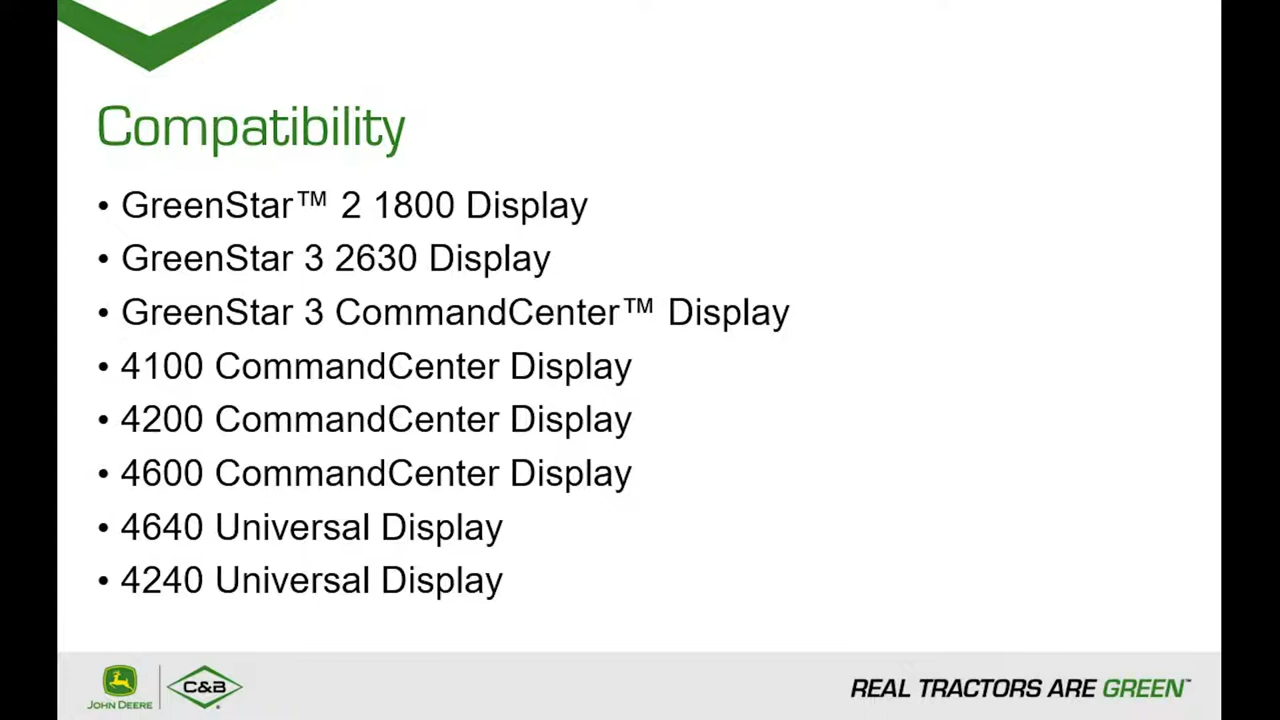 Compatibility
• GreenStar™ 2 1800 Display
• GreenStar 3 2630 Display
• GreenStar 3 CommandCenter™ Display
• 4100 CommandCenter Display
• 4200 CommandCenter Display
• 4600 CommandCenter Display
• 4640 Universal Display
• 4240 Universal Display
JOHN DEERE
C&B
REAL TRACTORS ARE GREEN™